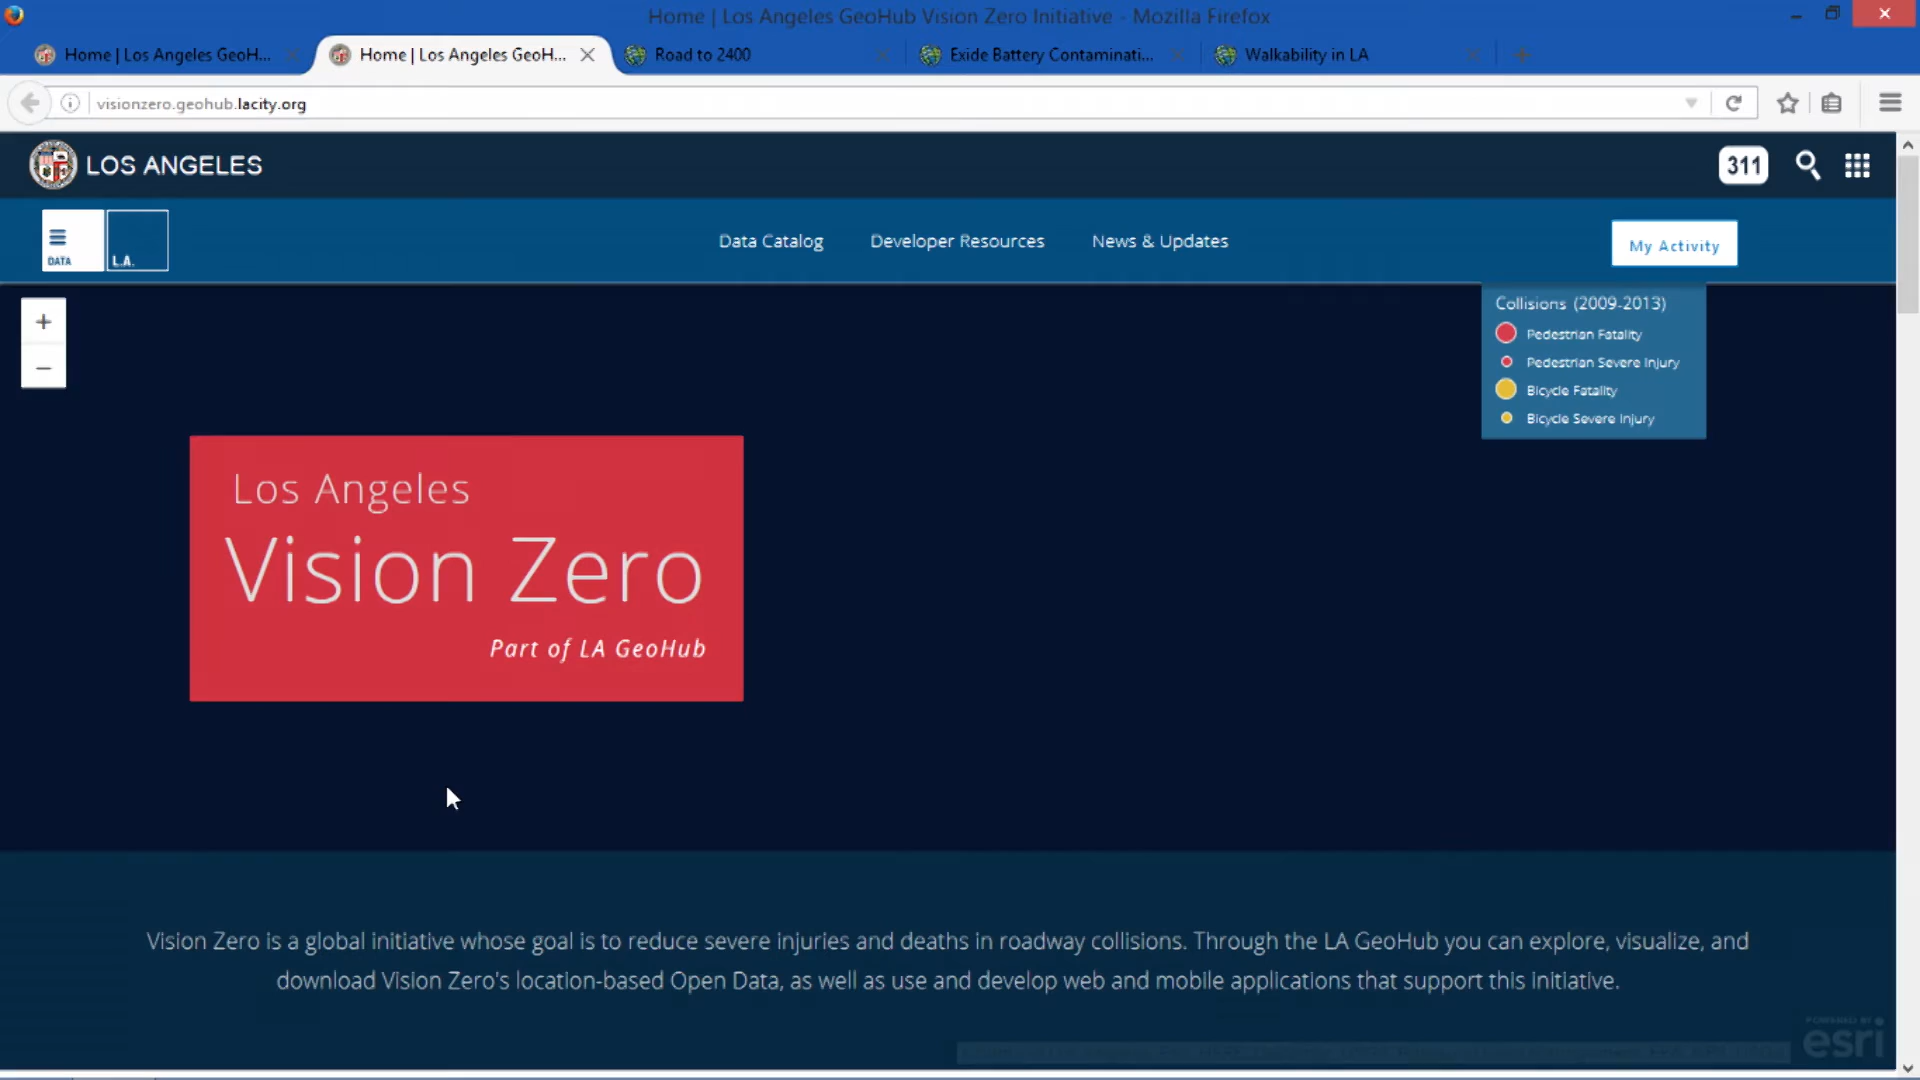 Home | Los Angeles GeoHub Vision Zero Initiative - Mozilla Firefox
Home | Los Angeles GeoH...
Home | Los Angeles GeoH...
Road to 2400
Exide Battery Contaminati...
Walkability in LA
visionzero.geohub.lacity.org
LOS ANGELES
311
DATA
L.A.
Data Catalog
Developer Resources
News & Updates
My Activity
Collisions (2009-2013)
Pedestrian Fatality
Pedestrian Severe Injury
Bicycle Fatality
Bicycle Severe Injury
Los Angeles
Vision Zero
Part of LA GeoHub
Vision Zero is a global initiative whose goal is to reduce severe injuries and deaths in roadway collisions. Through the LA GeoHub you can explore, visualize, and
download Vision Zero's location-based Open Data, as well as use and develop web and mobile applications that support this initiative.
POWERED BY
esri